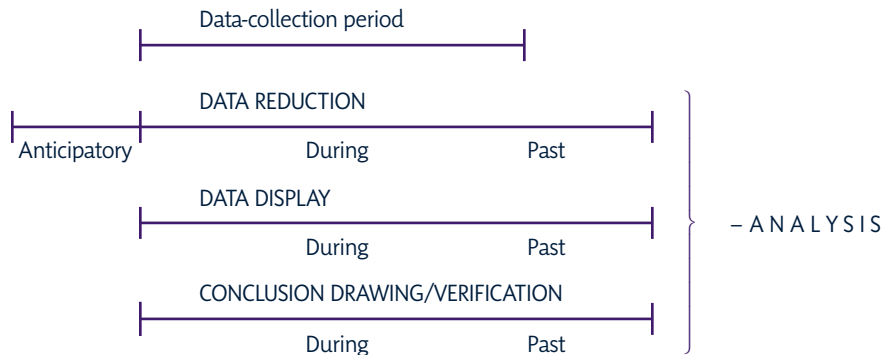 Data-collection period
DATA REDUCTION
Anticipatory During Past
DATA DISPLAY
During Past
– ANALYSIS
CONCLUSION DRAWING/VERIFICATION
During Past